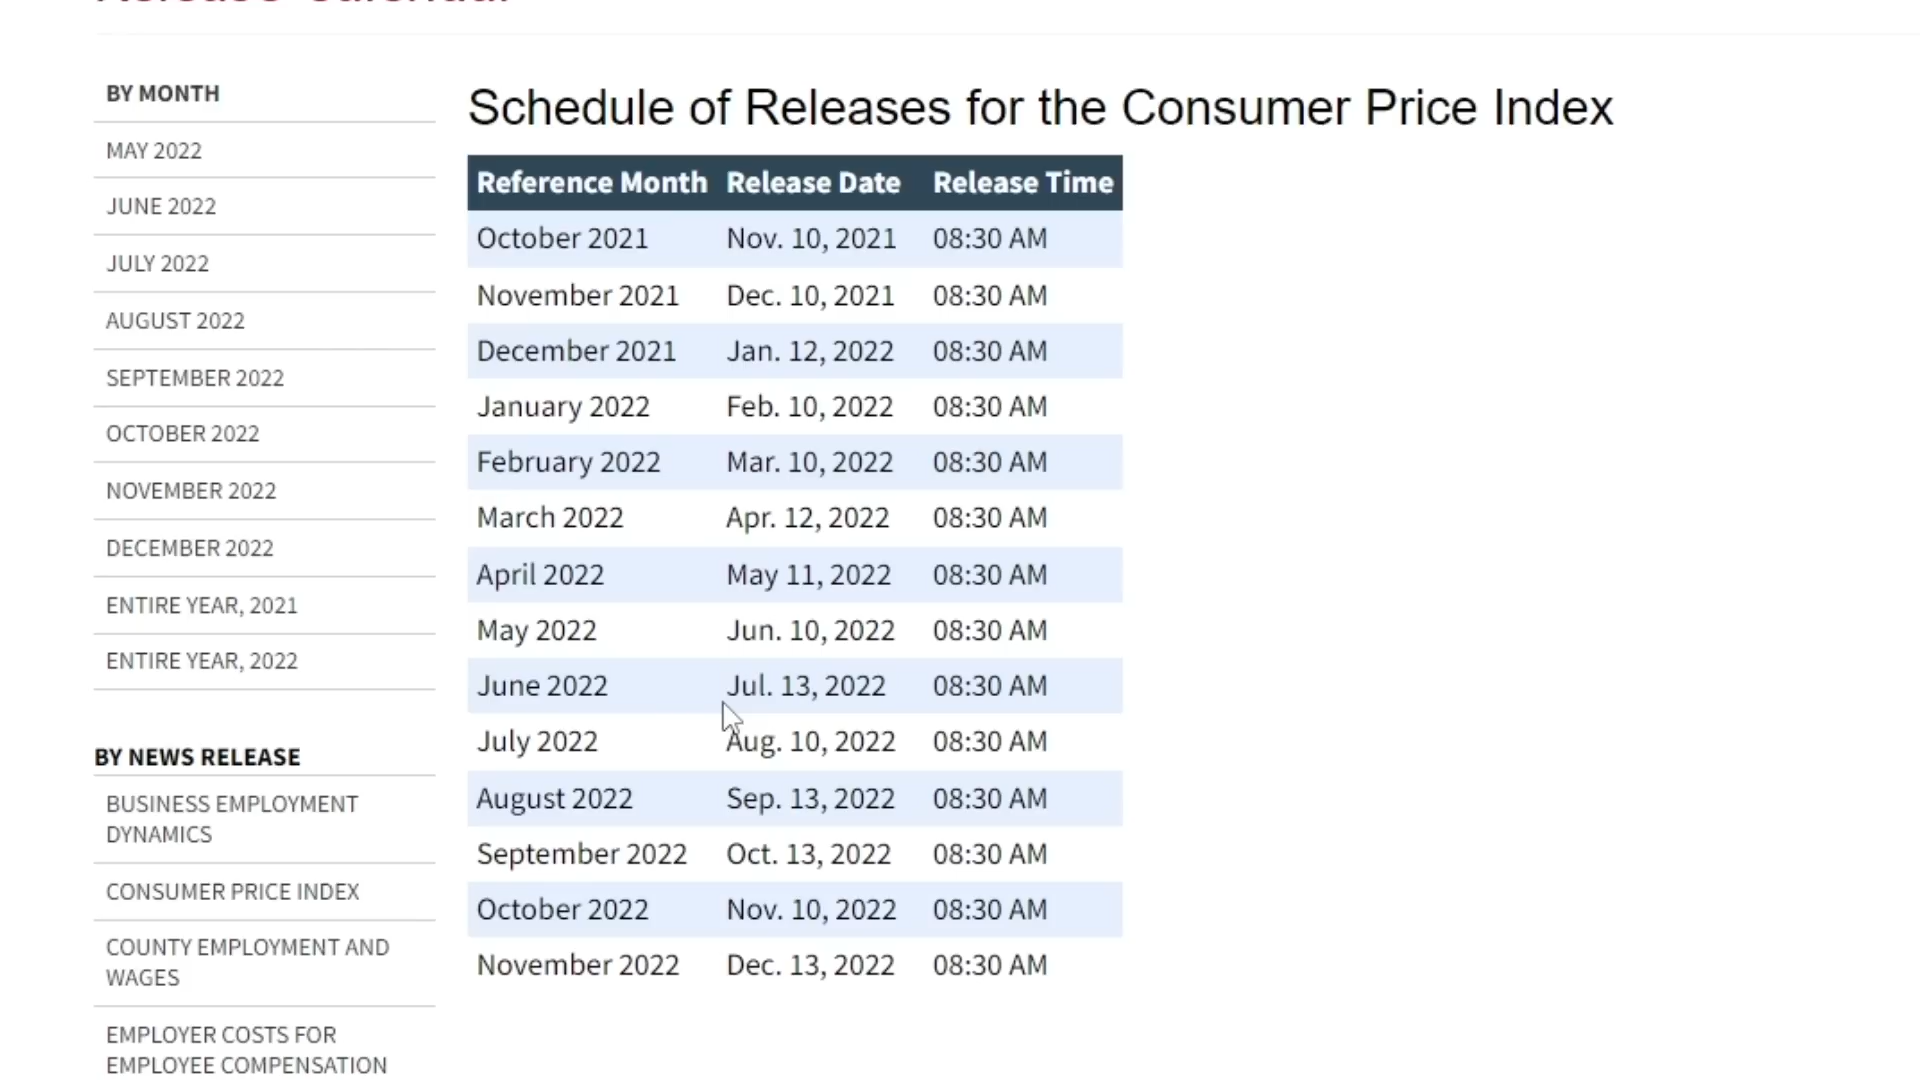 BY MONTH
MAY 2022
JUNE 2022
JULY 2022
AUGUST 2022
SEPTEMBER 2022
OCTOBER 2022
NOVEMBER 2022
DECEMBER 2022
ENTIRE YEAR, 2021
ENTIRE YEAR, 2022
BY NEWS RELEASE
BUSINESS EMPLOYMENT
DYNAMICS
CONSUMER PRICE INDEX
COUNTY EMPLOYMENT AND
WAGES
EMPLOYER COSTS FOR
EMPLOYEE COMPENSATION
Schedule of Releases for the Consumer Price Index
Reference Month Release Date Release Time
October 2021 Nov. 10, 2021 08:30 AM
November 2021 Dec. 10, 2021 08:30 AM
December 2021 Jan. 12, 2022 08:30 AM
January 2022 Feb. 10, 2022 08:30 AM
February 2022 Mar. 10, 2022 08:30 AM
March 2022 Apr. 12, 2022 08:30 AM
April 2022 May 11, 2022 08:30 AM
May 2022 Jun. 10, 2022 08:30 AM
June 2022 Jul. 13, 2022 08:30 AM
July 2022 Aug. 10, 2022 08:30 AM
August 2022 Sep. 13, 2022 08:30 AM
September 2022 Oct. 13, 2022 08:30 AM
October 2022 Nov. 10, 2022 08:30 AM
November 2022 Dec. 13, 2022 08:30 AM